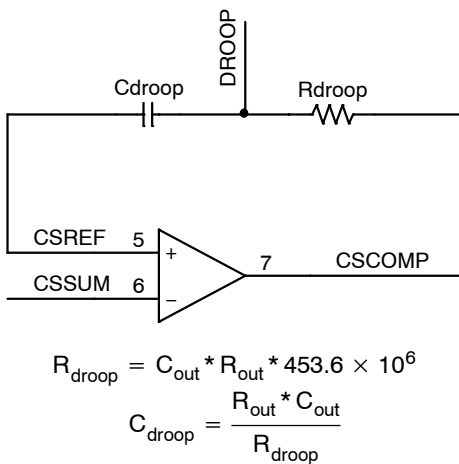 DROOP
Cdroop
Rdroop
CSREF 5
+
CSSUM 6
−
7 CSCOMP
R_droop = C_out * R_out * 453.6 × 10^6
C_droop = R_out * C_out
R_droop